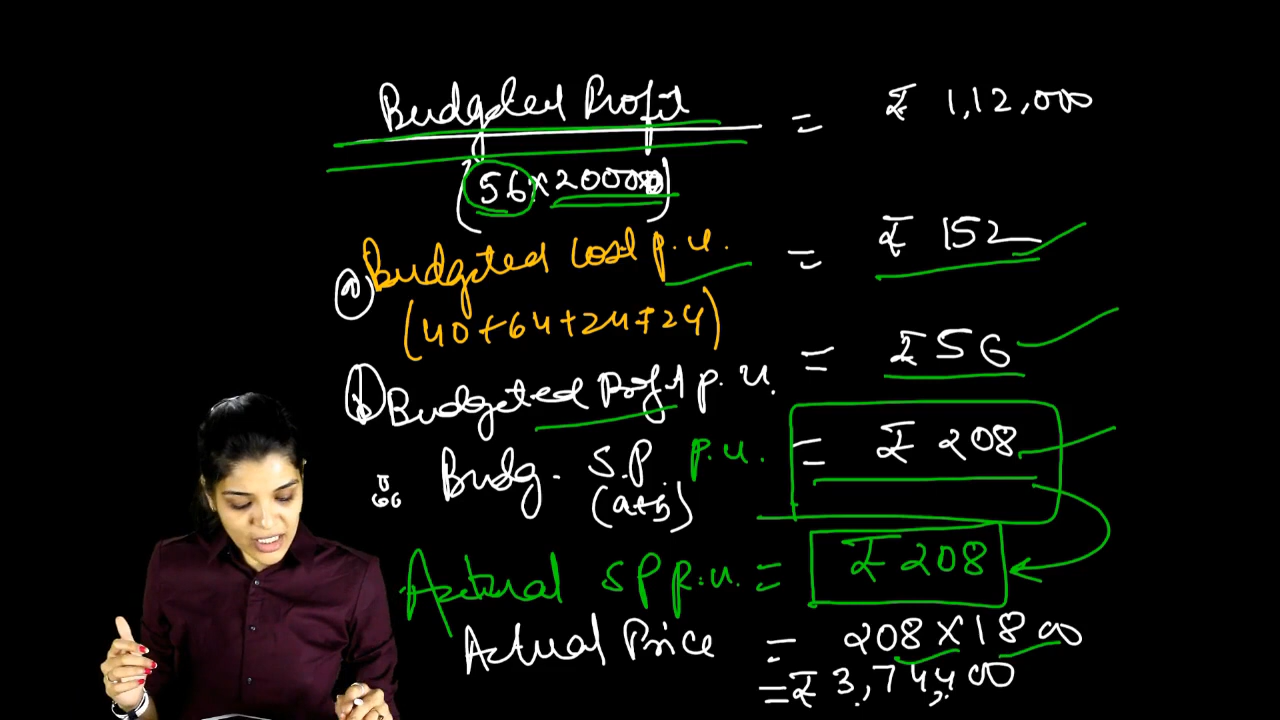 Budgeted Profit = ₹ 1,12,000
(56 × 2000)
(a) Budgeted cost p.u. = ₹ 152
(40+64+24+24)
(b) Budgeted Profit p.u. = ₹ 56
∴ Budg. S.P. p.u. = ₹ 208
(a+b)
Actual SP p.u. = ₹ 208
Actual Price = 208 × 1800
= ₹ 3,74,400